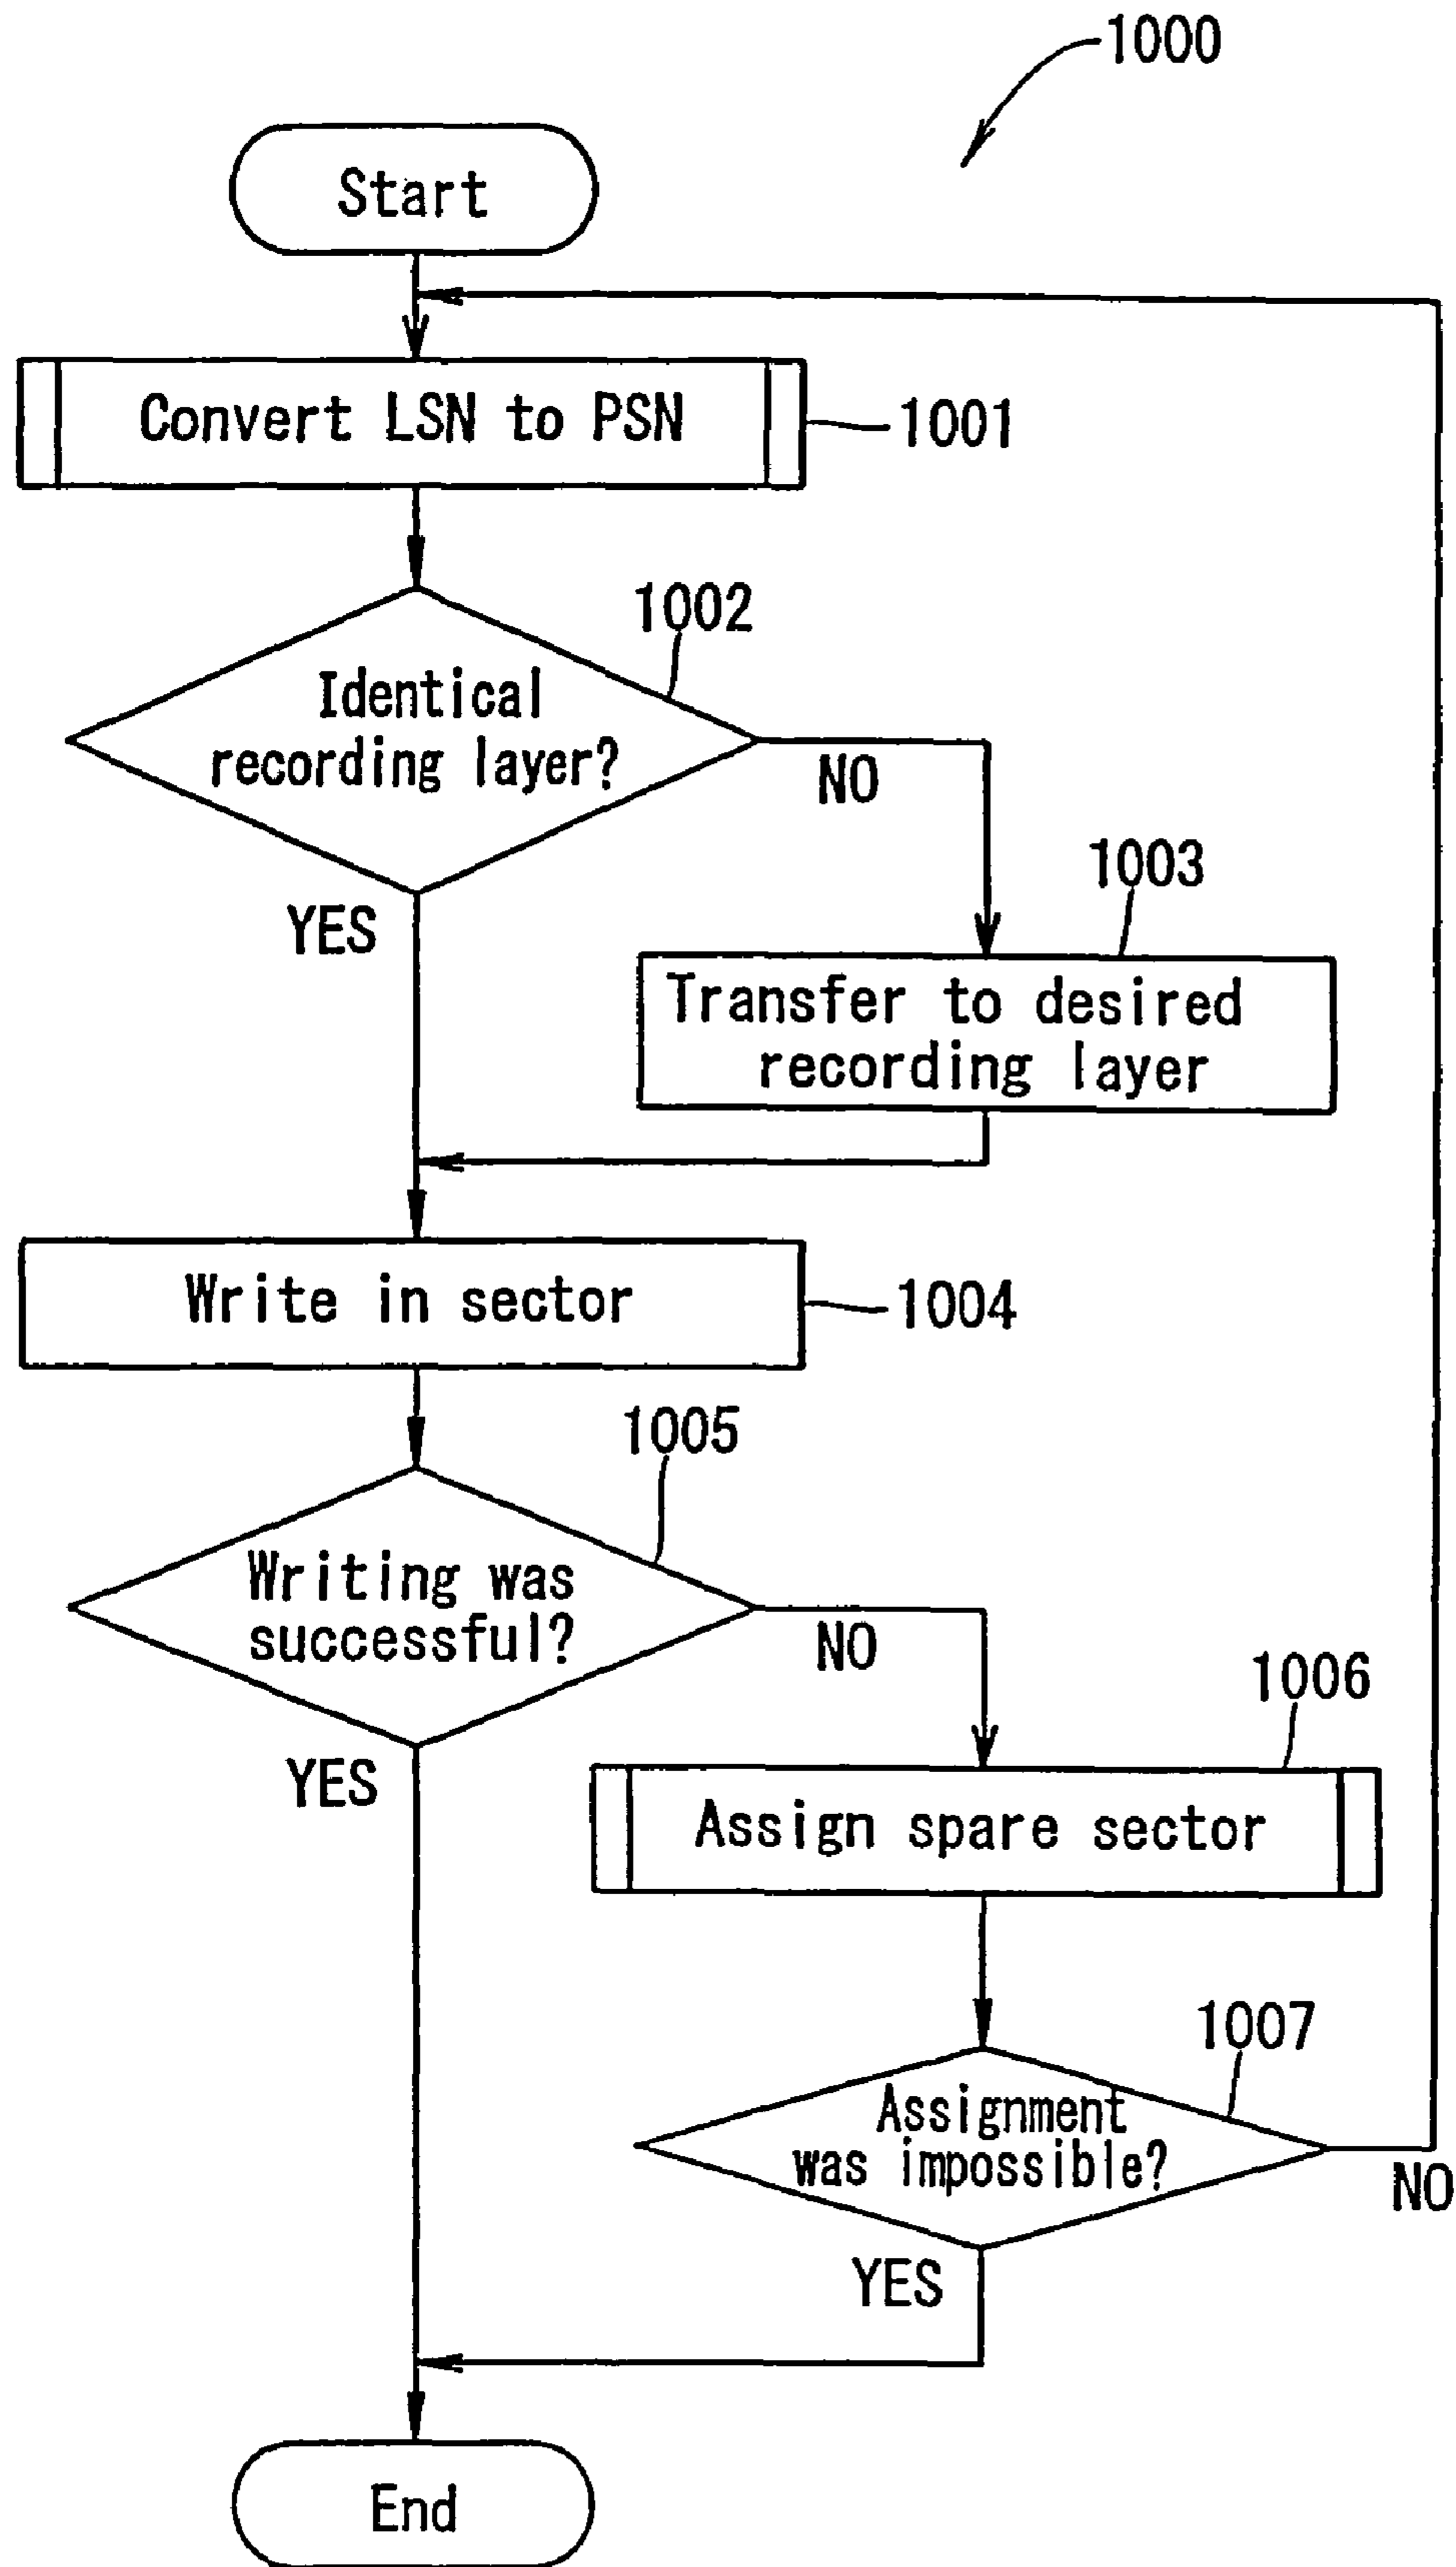 1000
Start
Convert LSN to PSN
1001
1002
Identical
recording layer?
NO
YES
1003
Transfer to desired
recording layer
Write in sector
1004
1005
Writing was
successful?
NO
YES
1006
Assign spare sector
1007
Assignment
was impossible?
NO
YES
End